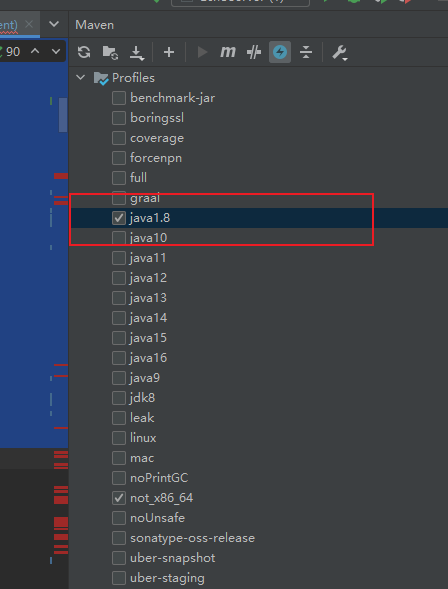 ent)
Maven
90
Profiles
benchmark-jar
boringssl
coverage
forcenpn
full
graal
java1.8
java10
java11
java12
java13
java14
java15
java16
java9
jdk8
leak
linux
mac
noPrintGC
not_x86_64
noUnsafe
sonatype-oss-release
uber-snapshot
uber-staging